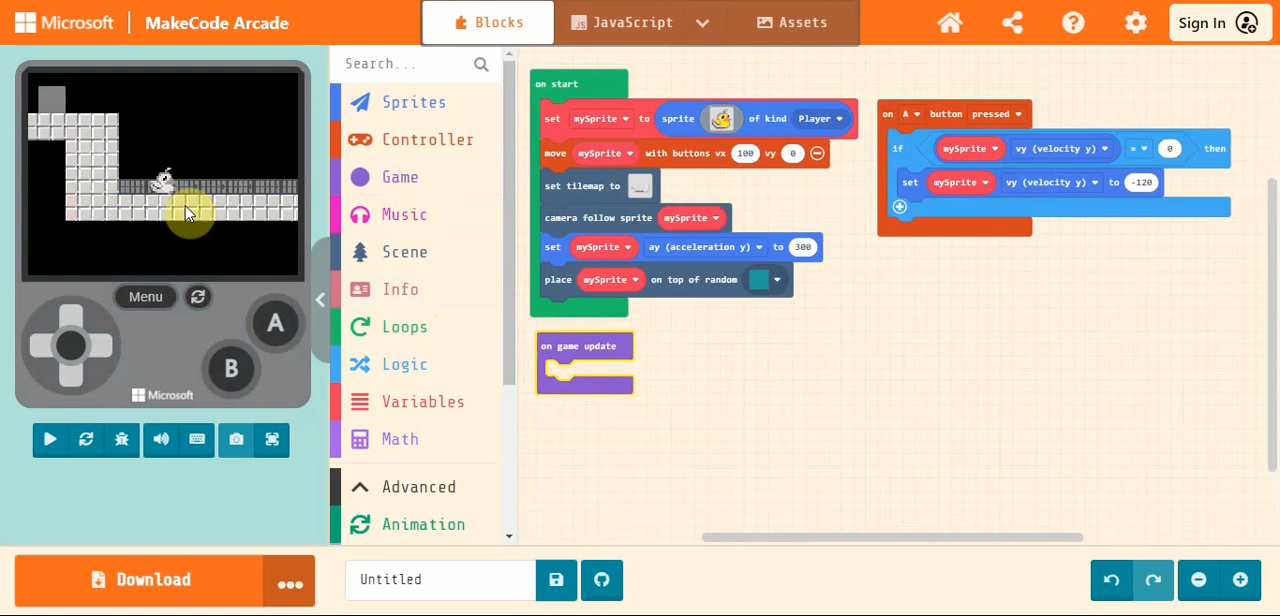 Microsoft | MakeCode Arcade
Blocks
JavaScript
Assets
Sign In
Search...
Sprites
Controller
Game
Music
Scene
Info
Loops
Logic
Variables
Math
Advanced
Animation
Menu
A
B
Microsoft
on start
set mySprite to sprite of kind Player
move mySprite with buttons vx 100 vy 0
set tilemap to
camera follow sprite mySprite
set mySprite ay (acceleration y) to 300
place mySprite on top of random
on game update
on A button pressed
if mySprite vy (velocity y) = 0 then
set mySprite vy (velocity y) to -120
Download
Untitled